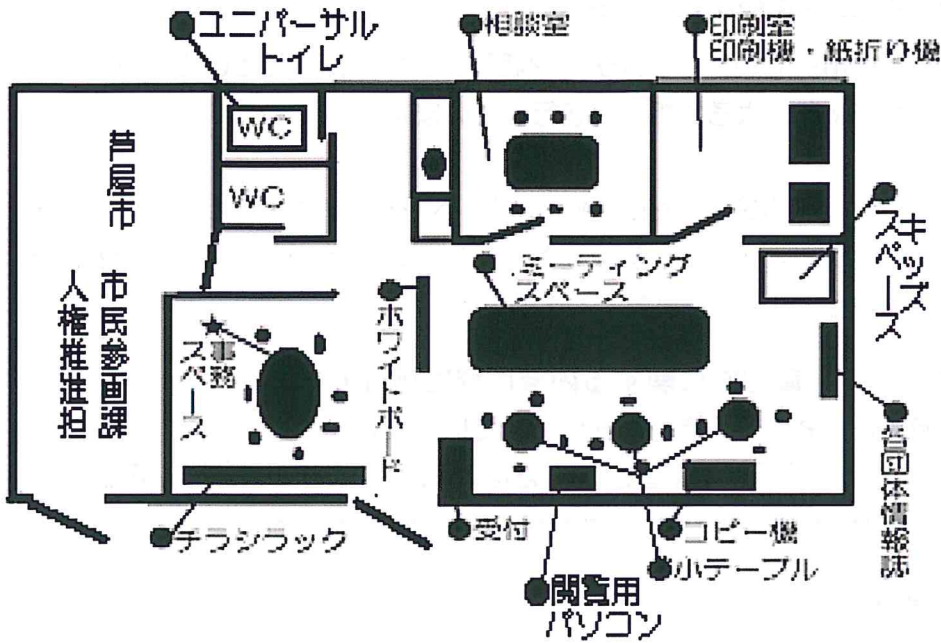 ●ユニバーサル
トイレ
●相談室
●印刷室
印刷機・紙折り機
WC
WC
芦屋市 市民参画課
人権推進担
★事務
スペース
●ホワイトボード
●ミーティング
スペース
●キッズ
スペース
●各団体情報誌
●チラシラック
●受付
●コピー機
●小テーブル
●閲覧用
パソコン